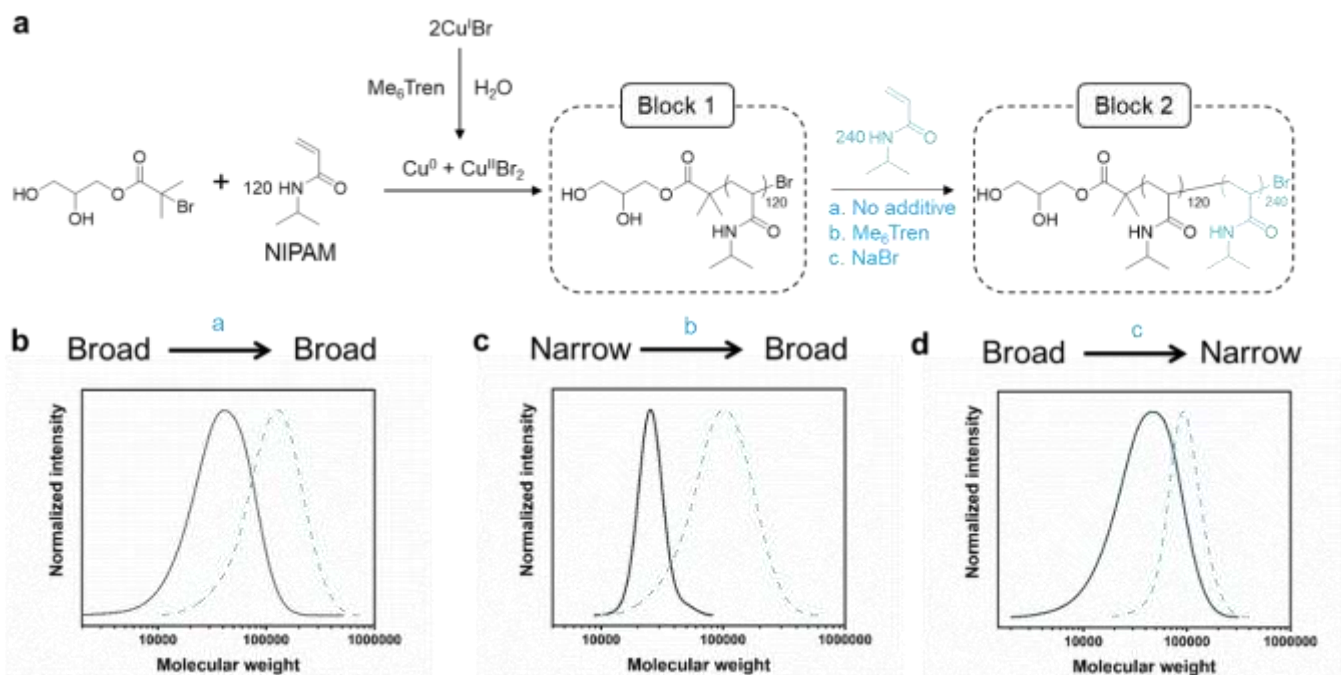 a
2CuᴵBr
Me₆Tren
H₂O
Block 1
Block 2
HO
OH
O
O
Br
+
120
HN
O
NIPAM
Cu⁰ + CuᴵᴵBr₂
HO
OH
O
O
Br
120
HN
O
240
HN
O
a. No additive
b. Me₆Tren
c. NaBr
HO
OH
O
O
120
HN
O
Br
240
HN
O
b
Broad
a
Broad
Normalized intensity
10000 100000 1000000
Molecular weight
c
Narrow
b
Broad
Normalized intensity
10000 100000 1000000
Molecular weight
d
Broad
c
Narrow
Normalized intensity
10000 100000 1000000
Molecular weight